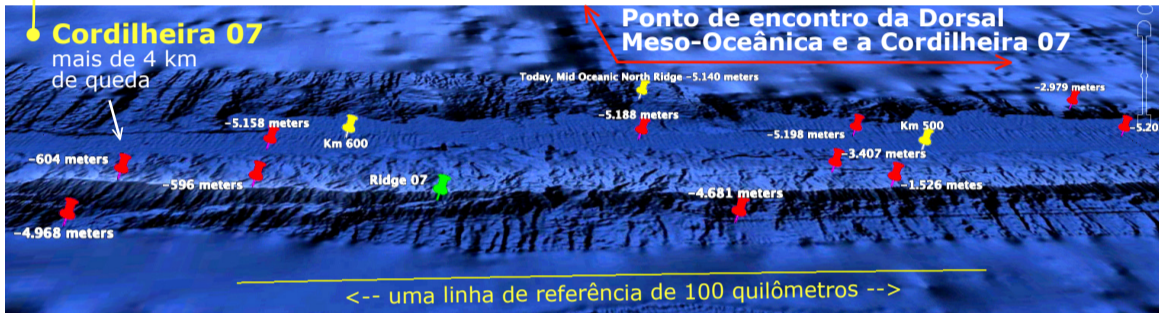 Cordilheira 07
mais de 4 km
de queda
Ponto de encontro da Dorsal
Meso-Oceânica e a Cordilheira 07
Today, Mid Oceanic North Ridge -5.140 meters
-2.979 meters
-5.158 meters
Km 600
-5.188 meters
-5.198 meters
Km 500
-5.20
-604 meters
-596 meters
Ridge 07
-3.407 meters
-1.526 metes
-4.681 meters
-4.968 meters
<-- uma linha de referência de 100 quilômetros -->